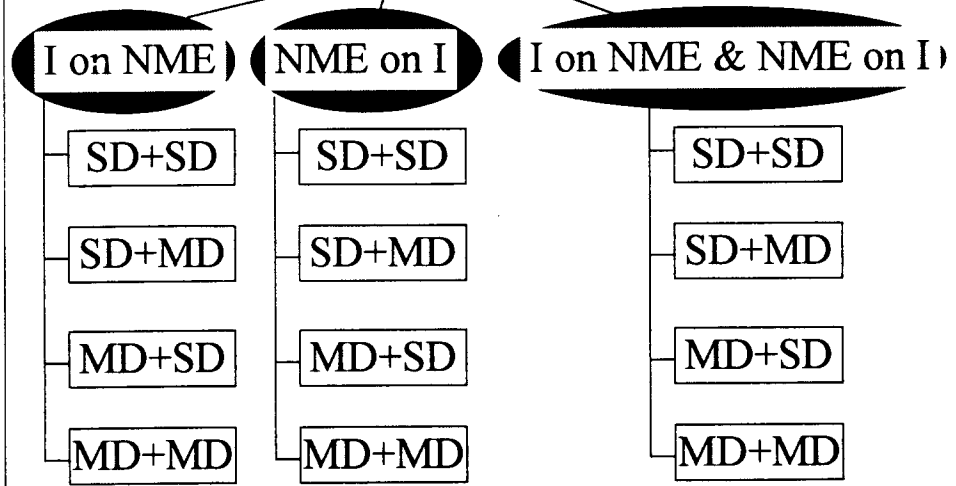 I on NME
NME on I
I on NME & NME on I
SD+SD
SD+SD
SD+SD
SD+MD
SD+MD
SD+MD
MD+SD
MD+SD
MD+SD
MD+MD
MD+MD
MD+MD